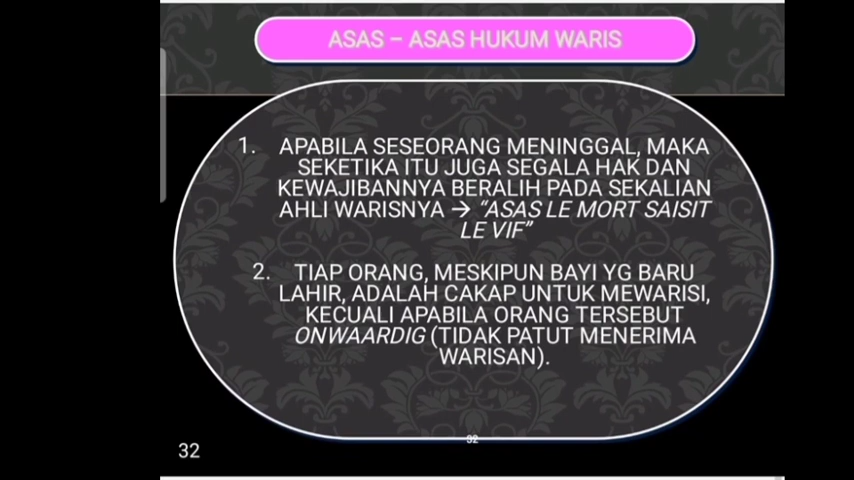 ASAS – ASAS HUKUM WARIS
1. APABILA SESEORANG MENINGGAL, MAKA
SEKETIKA ITU JUGA SEGALA HAK DAN
KEWAJIBANNYA BERALIH PADA SEKALIAN
AHLI WARISNYA → “ASAS LE MORT SAISIT
LE VIF”
2. TIAP ORANG, MESKIPUN BAYI YG BARU
LAHIR, ADALAH CAKAP UNTUK MEWARISI,
KECUALI APABILA ORANG TERSEBUT
ONWAARDIG (TIDAK PATUT MENERIMA
WARISAN).
32
32